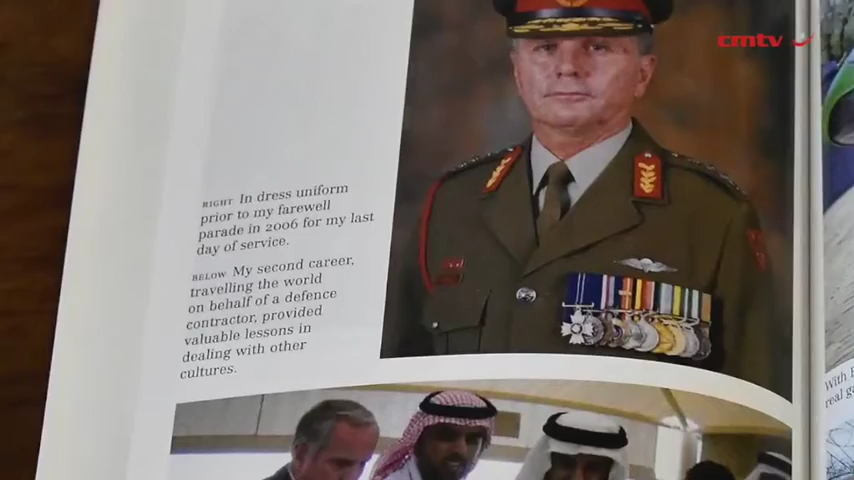 cmtv
RIGHT In dress uniform
prior to my farewell
parade in 2006 for my last
day of service.
BELOW My second career,
travelling the world
on behalf of a defence
contractor, provided
valuable lessons in
dealing with other
cultures.
With
real